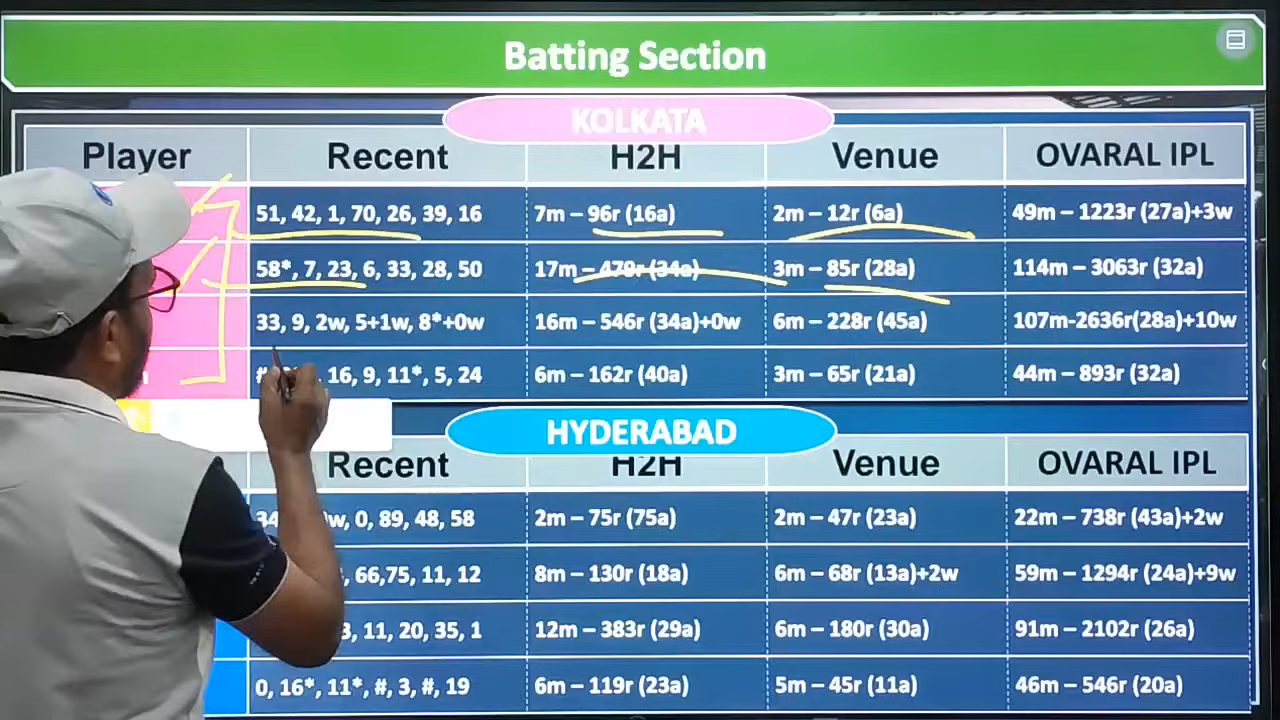 Batting Section
KOLKATA
Player Recent H2H Venue OVARAL IPL
51, 42, 1, 70, 26, 39, 16 7m – 96r (16a) 2m – 12r (6a) 49m – 1223r (27a)+3w
58*, 7, 23, 6, 33, 28, 50 17m – 479r (34a) 3m – 85r (28a) 114m – 3063r (32a)
33, 9, 2w, 5+1w, 8*+0w 16m – 546r (34a)+0w 6m – 228r (45a) 107m-2636r(28a)+10w
16, 9, 11*, 5, 24 6m – 162r (40a) 3m – 65r (21a) 44m – 893r (32a)
HYDERABAD
Recent H2H Venue OVARAL IPL
0, 89, 48, 58 2m – 75r (75a) 2m – 47r (23a) 22m – 738r (43a)+2w
66,75, 11, 12 8m – 130r (18a) 6m – 68r (13a)+2w 59m – 1294r (24a)+9w
11, 20, 35, 1 12m – 383r (29a) 6m – 180r (30a) 91m – 2102r (26a)
0, 16*, 11*, #, 3, #, 19 6m – 119r (23a) 5m – 45r (11a) 46m – 546r (20a)